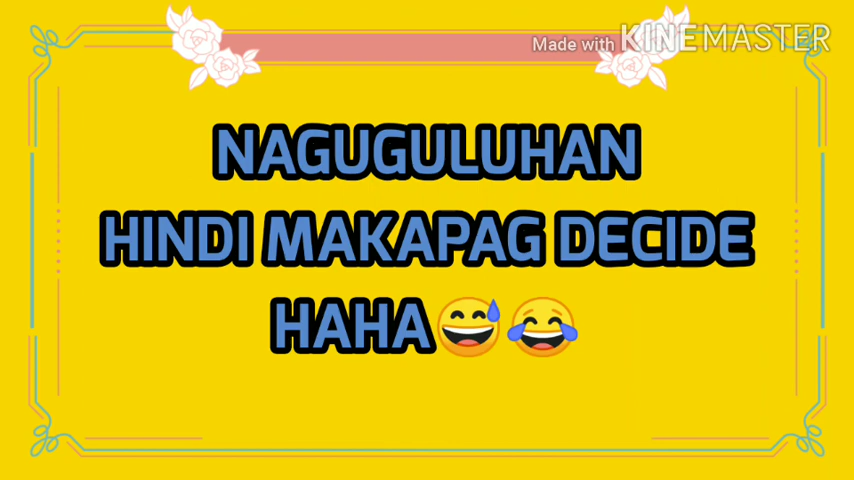 Made with KINEMASTER
NAGUGULUHAN
HINDI MAKAPAG DECIDE
HAHA😅😂